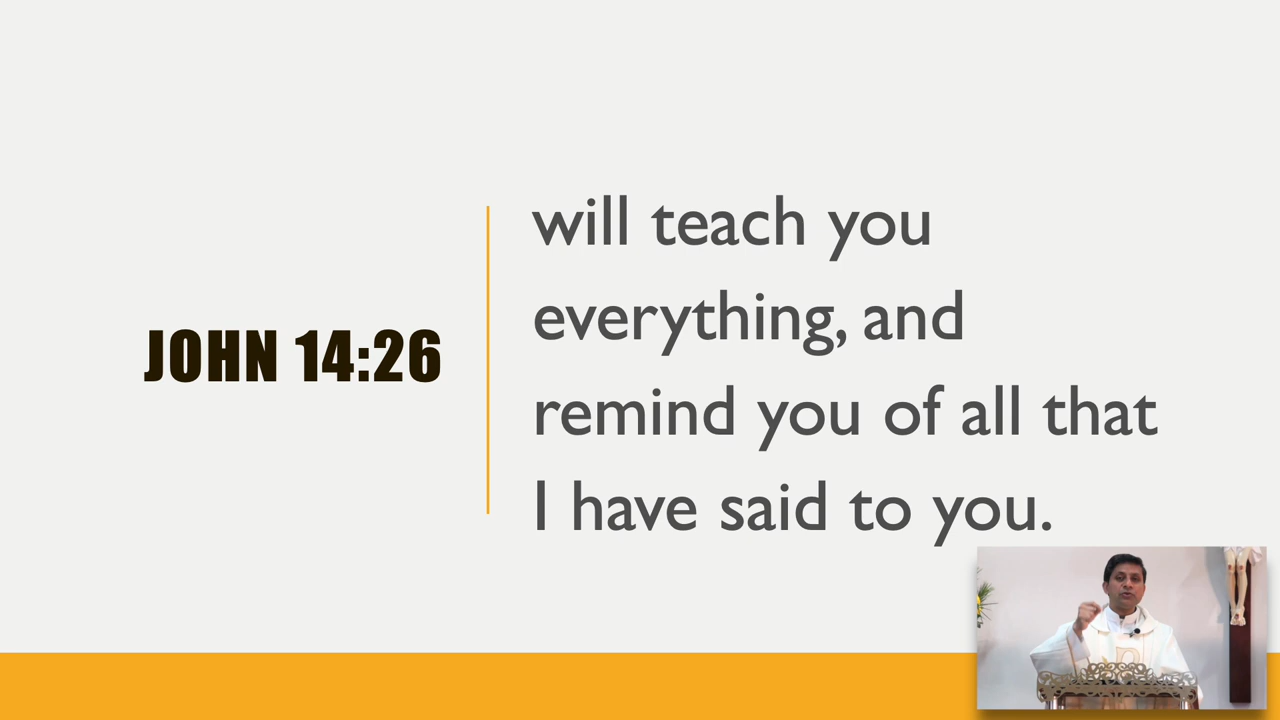 JOHN 14:26
will teach you
everything, and
remind you of all that
I have said to you.